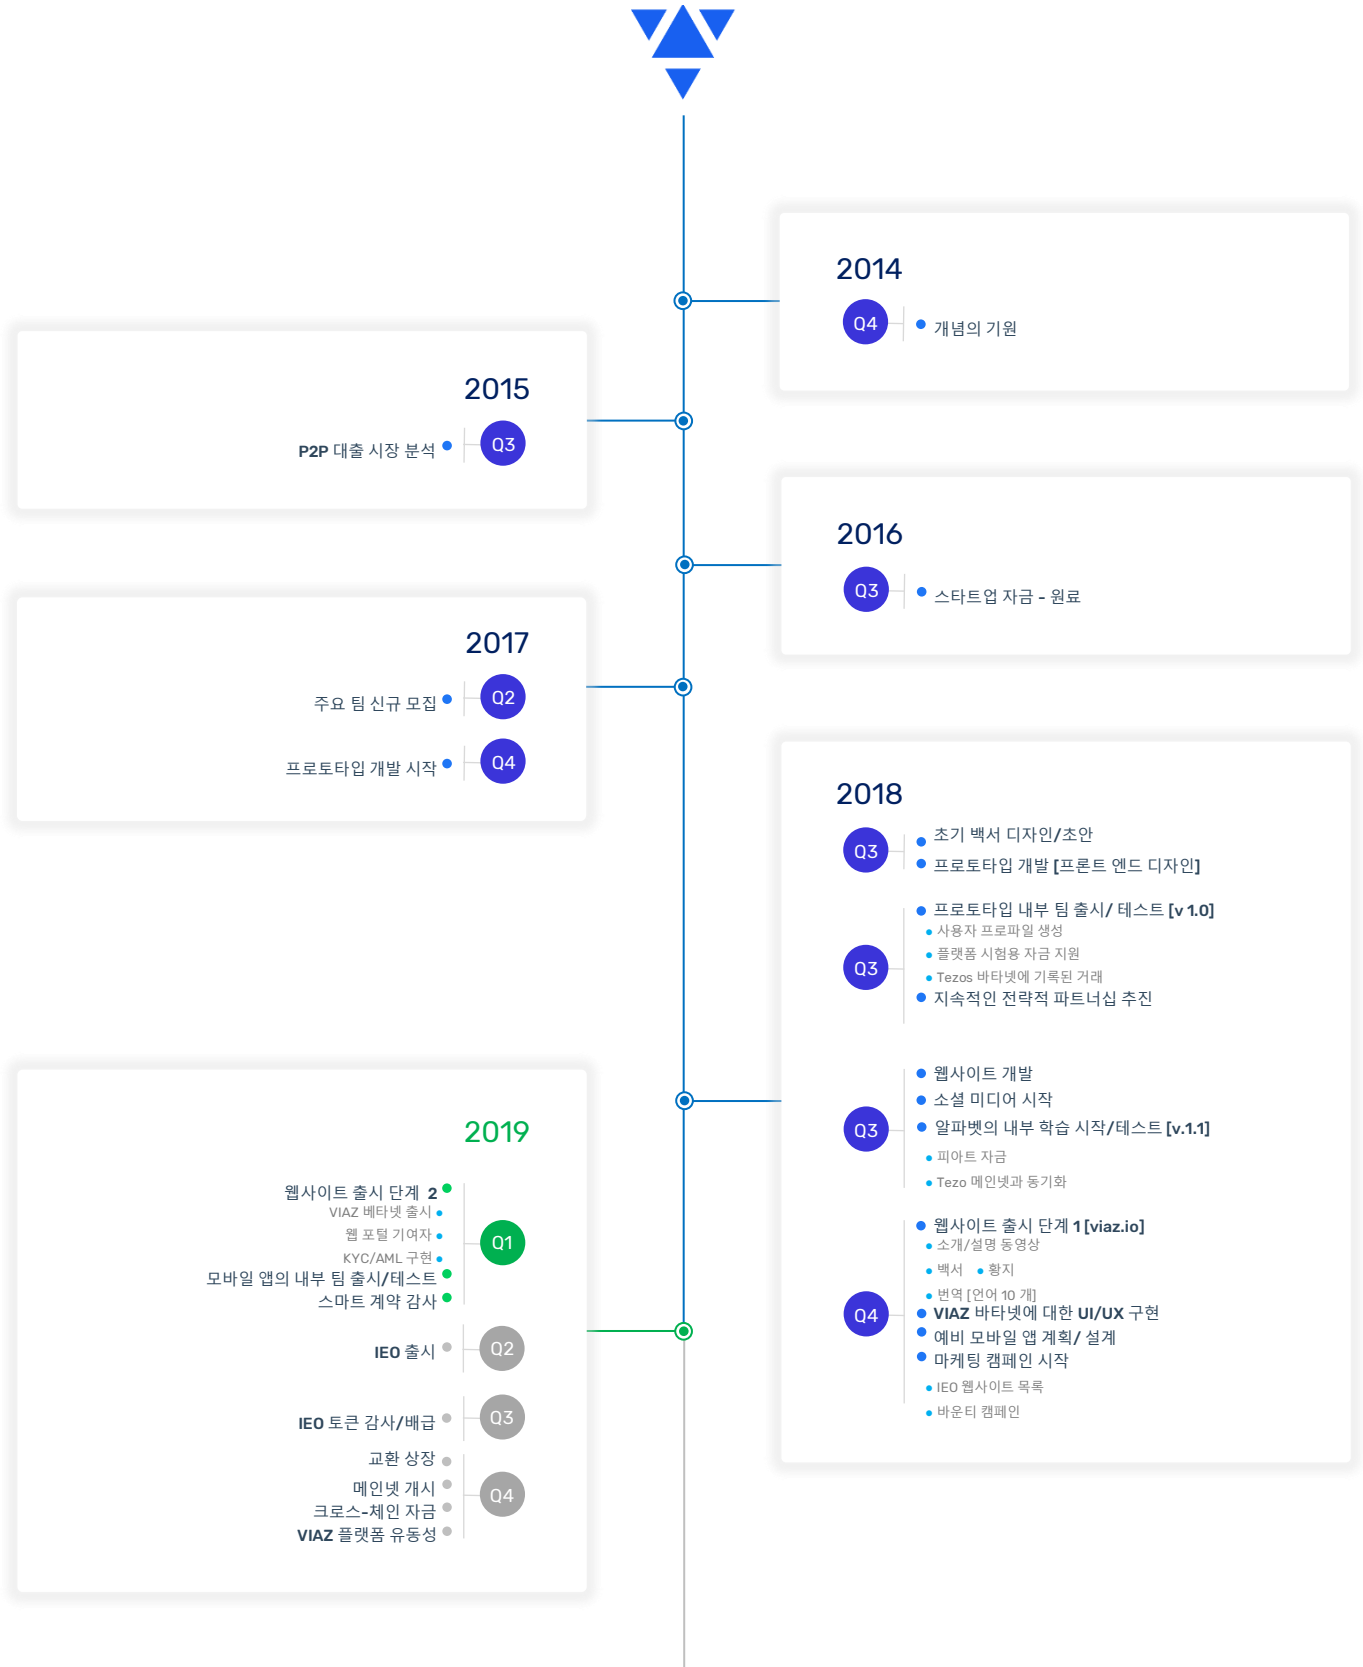 2014
Q4
개념의 기원
2015
P2P 대출 시장 분석
Q3
2016
Q3
스타트업 자금 - 원료
2017
주요 팀 신규 모집
Q2
프로토타입 개발 시작
Q4
2018
Q3
초기 백서 디자인/초안
프로토타입 개발 [프론트 엔드 디자인]
Q3
프로토타입 내부 팀 출시/ 테스트 [v 1.0]
사용자 프로파일 생성
플랫폼 시험용 자금 지원
Tezos 바타넷에 기록된 거래
지속적인 전략적 파트너십 추진
Q3
웹사이트 개발
소셜 미디어 시작
알파벳의 내부 학습 시작/테스트 [v.1.1]
피아트 자금
Tezo 메인넷과 동기화
Q4
웹사이트 출시 단계 1 [viaz.io]
소개/설명 동영상
백서 황지
번역 [언어 10 개]
VIAZ 바타넷에 대한 UI/UX 구현
예비 모바일 앱 계획/ 설계
마케팅 캠페인 시작
IEO 웹사이트 목록
바운티 캠페인
2019
웹사이트 출시 단계 2
VIAZ 베타넷 출시
웹 포털 기여자
KYC/AML 구현
모바일 앱의 내부 팀 출시/테스트
스마트 계약 감사
Q1
IEO 출시
Q2
IEO 토큰 감사/배급
Q3
교환 상장
메인넷 개시
크로스-체인 자금
VIAZ 플랫폼 유동성
Q4